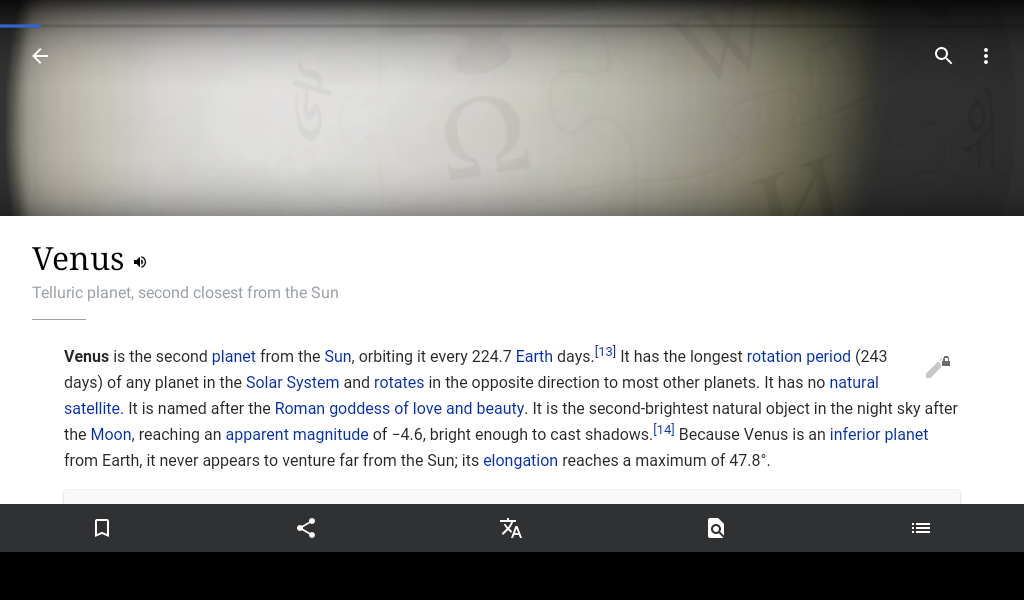 Venus
Telluric planet, second closest from the Sun
Venus is the second planet from the Sun, orbiting it every 224.7 Earth days.[13] It has the longest rotation period (243
days) of any planet in the Solar System and rotates in the opposite direction to most other planets. It has no natural
satellite. It is named after the Roman goddess of love and beauty. It is the second-brightest natural object in the night sky after
the Moon, reaching an apparent magnitude of −4.6, bright enough to cast shadows.[14] Because Venus is an inferior planet
from Earth, it never appears to venture far from the Sun; its elongation reaches a maximum of 47.8°.